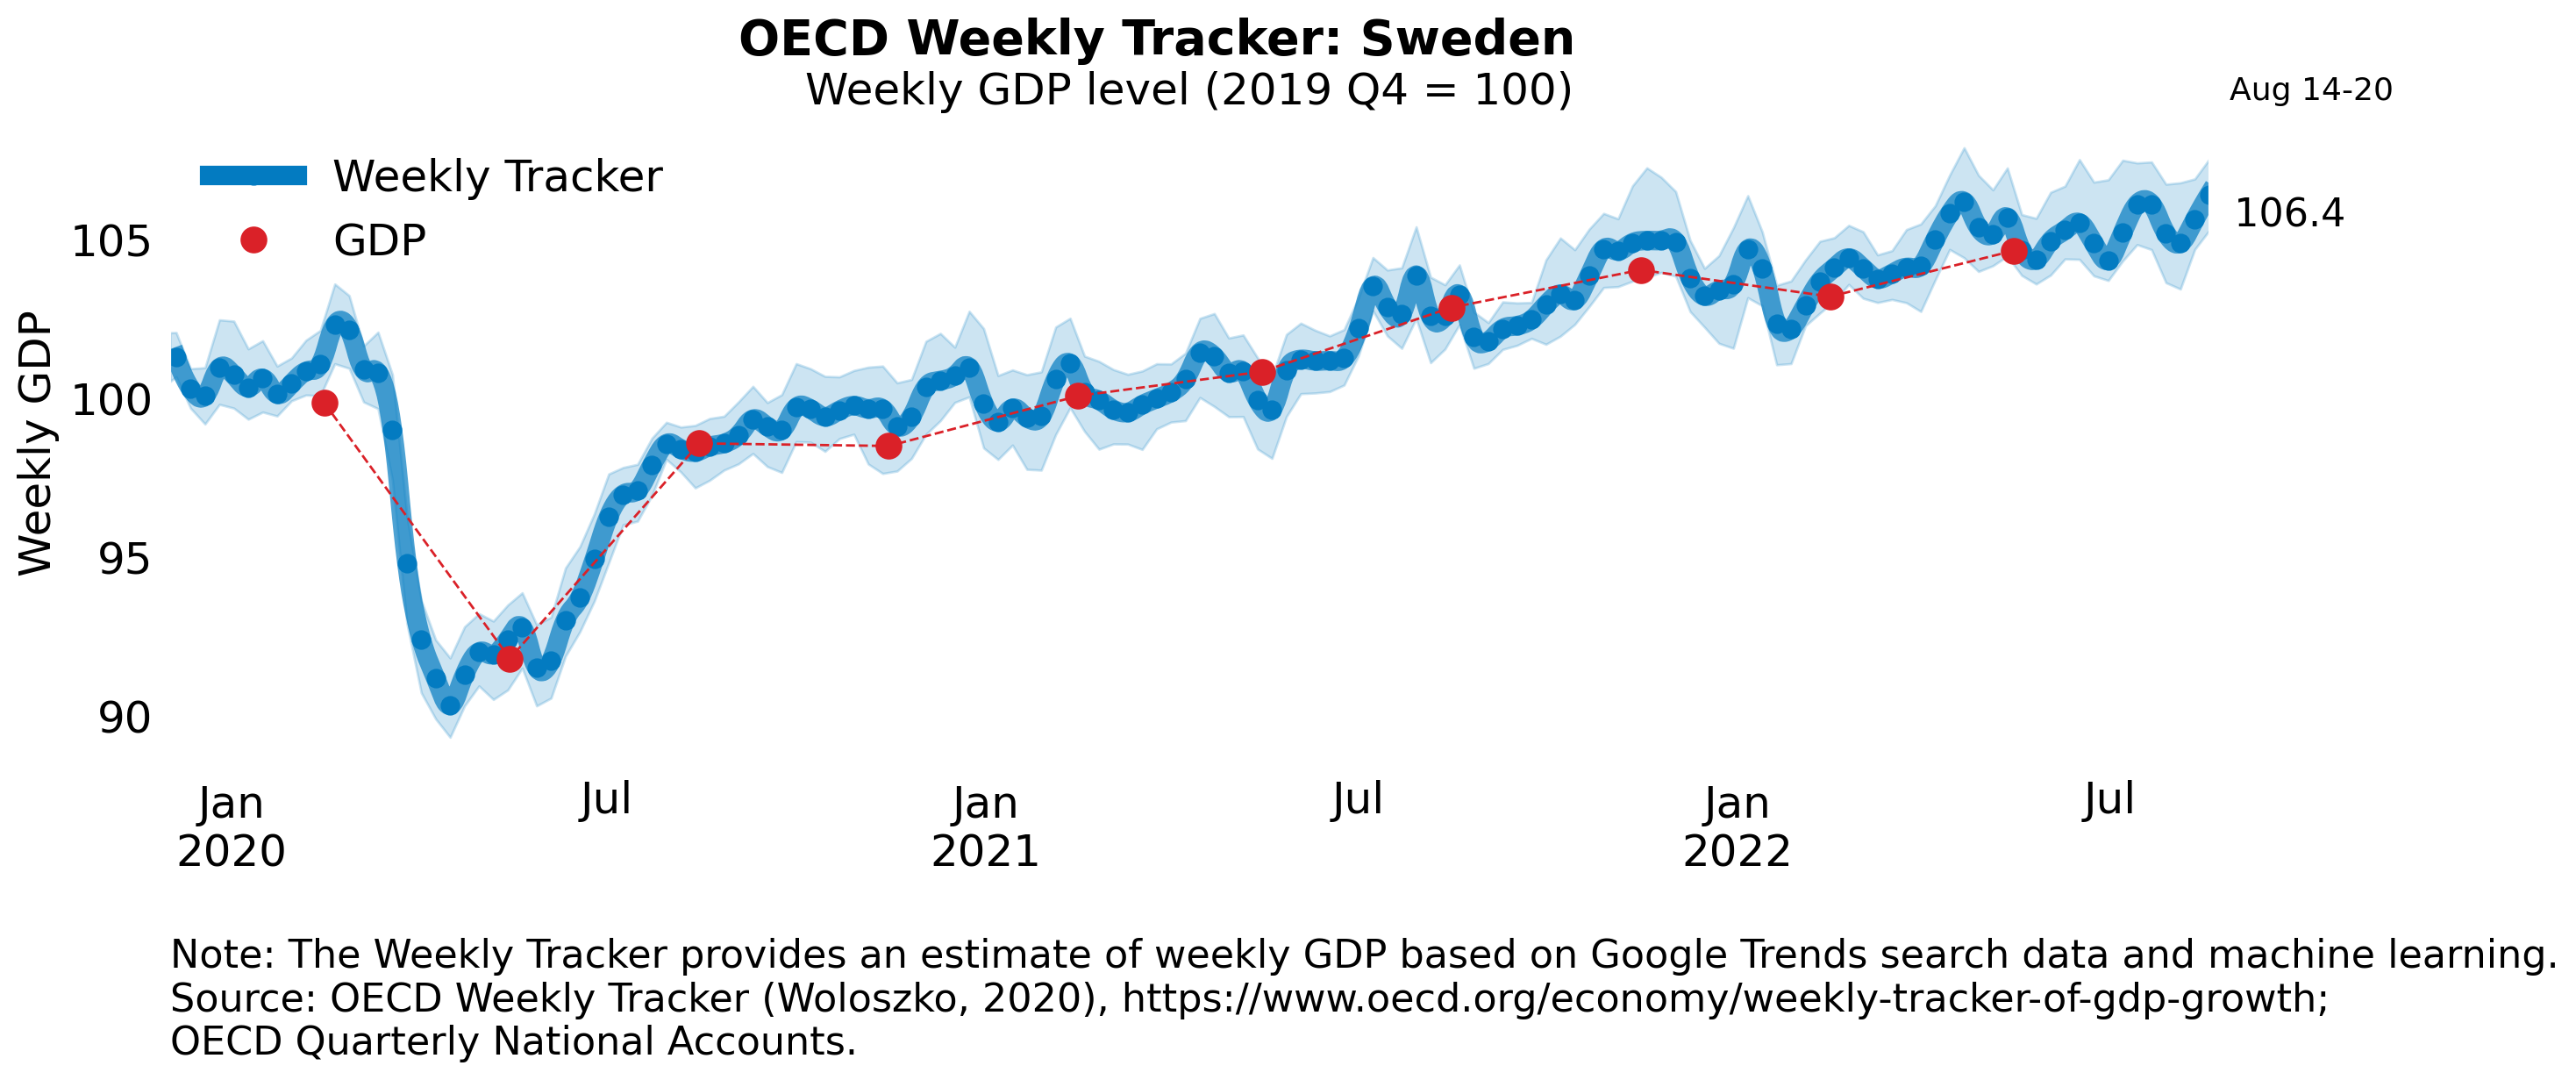 OECD Weekly Tracker: Sweden
Weekly GDP level (2019 Q4 = 100)
Aug 14-20
Weekly Tracker
GDP
106.4
Weekly GDP
105
100
95
90
Jan
2020
Jul
Jan
2021
Jul
Jan
2022
Jul
Note: The Weekly Tracker provides an estimate of weekly GDP based on Google Trends search data and machine learning.
Source: OECD Weekly Tracker (Woloszko, 2020), https://www.oecd.org/economy/weekly-tracker-of-gdp-growth;
OECD Quarterly National Accounts.